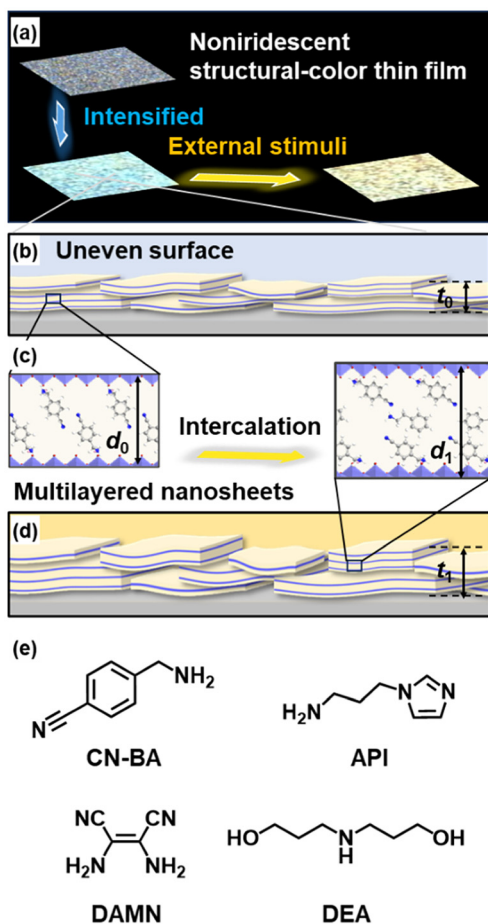 (a)
Noniridescent
structural-color thin film
Intensified
External stimuli
(b)
Uneven surface
t0
(c)
d0
Intercalation
d1
Multilayered nanosheets
(d)
t1
(e)
NH2
N
CN-BA
H2N
N
N
API
NC
CN
H2N
NH2
DAMN
HO
N
H
OH
DEA